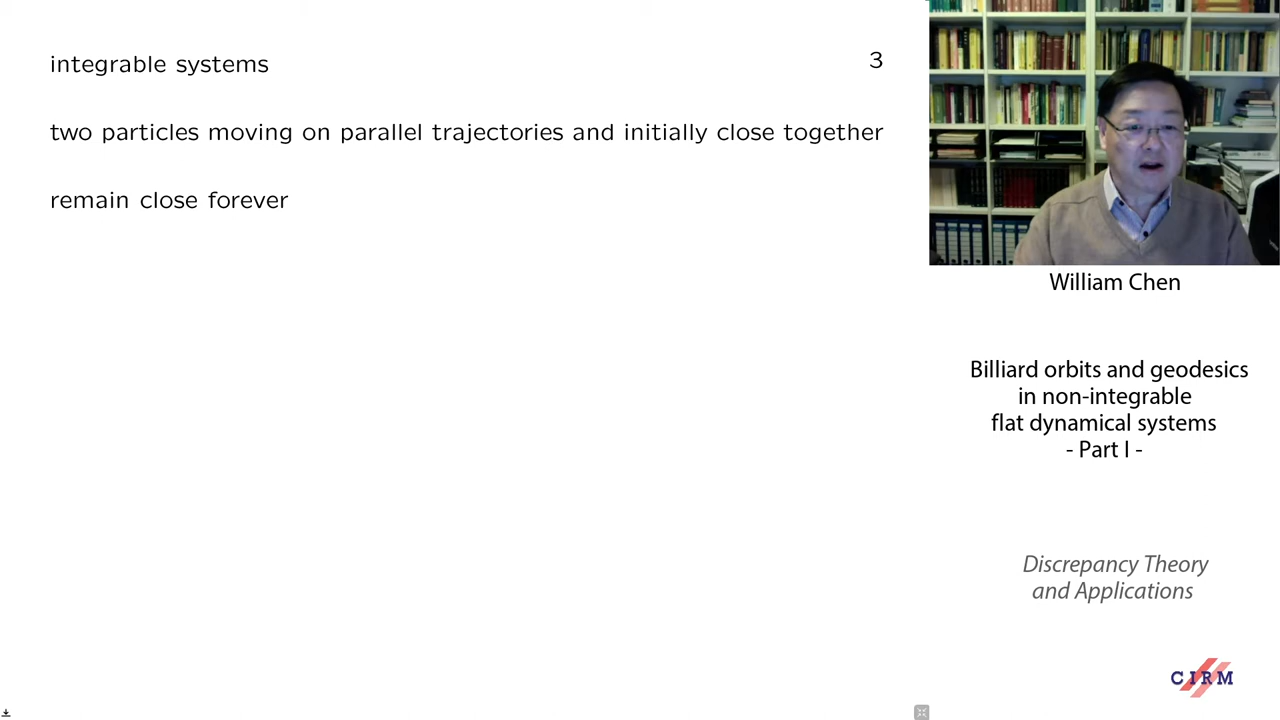 integrable systems
3
two particles moving on parallel trajectories and initially close together
remain close forever
William Chen
Billiard orbits and geodesics
in non-integrable
flat dynamical systems
- Part I -
Discrepancy Theory
and Applications
CIRM